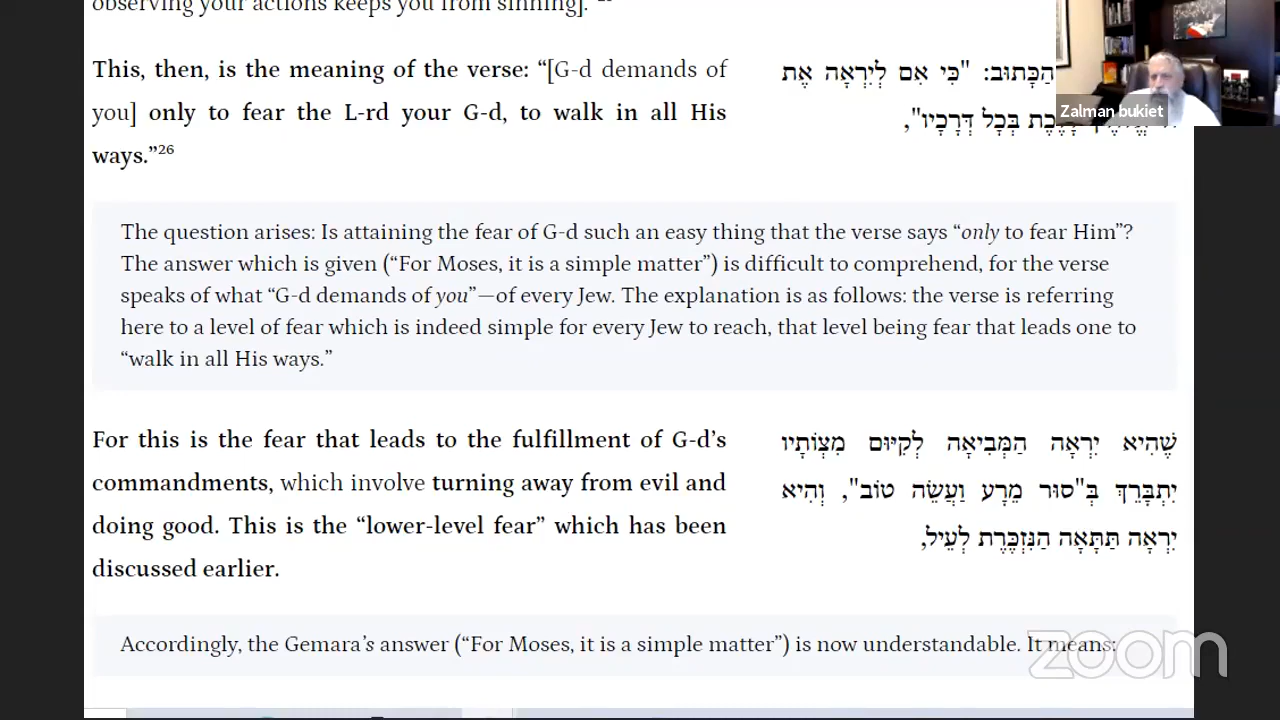 observing your actions keeps you from sinning].
This, then, is the meaning of the verse: “[G-d demands of
you] only to fear the L-rd your G-d, to walk in all His
ways.”26
הַכָּתוּב: "כִּי אִם לְיִרְאָה אֶת
בְּכָל דְּרָכָיו",
Zalman bukiet
The question arises: Is attaining the fear of G-d such an easy thing that the verse says “only to fear Him”?
The answer which is given (“For Moses, it is a simple matter”) is difficult to comprehend, for the verse
speaks of what “G-d demands of you”—of every Jew. The explanation is as follows: the verse is referring
here to a level of fear which is indeed simple for every Jew to reach, that level being fear that leads one to
“walk in all His ways.”
For this is the fear that leads to the fulfillment of G-d’s
commandments, which involve turning away from evil and
doing good. This is the “lower-level fear” which has been
discussed earlier.
שֶׁהִיא יִרְאָה הַמְּבִיאָה לְקִיּוּם מִצְוֹתָיו
יִתְבָּרֵךְ בְּ"סוּר מֵרָע וַעֲשֵׂה טוֹב", וְהִיא
יִרְאָה תַּתָּאָה הַנִּזְכֶּרֶת לְעֵיל,
Accordingly, the Gemara’s answer (“For Moses, it is a simple matter”) is now understandable. It means:
zoom